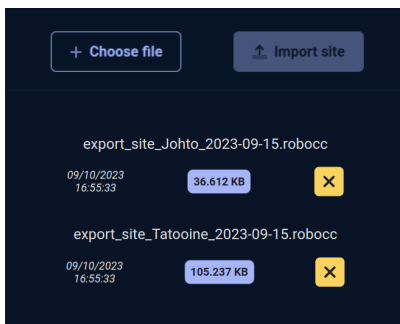 + Choose file
Import site
export_site_Johto_2023-09-15.robocc
09/10/2023
16:55:33
36.612 KB
export_site_Tatooine_2023-09-15.robocc
09/10/2023
16:55:33
105.237 KB